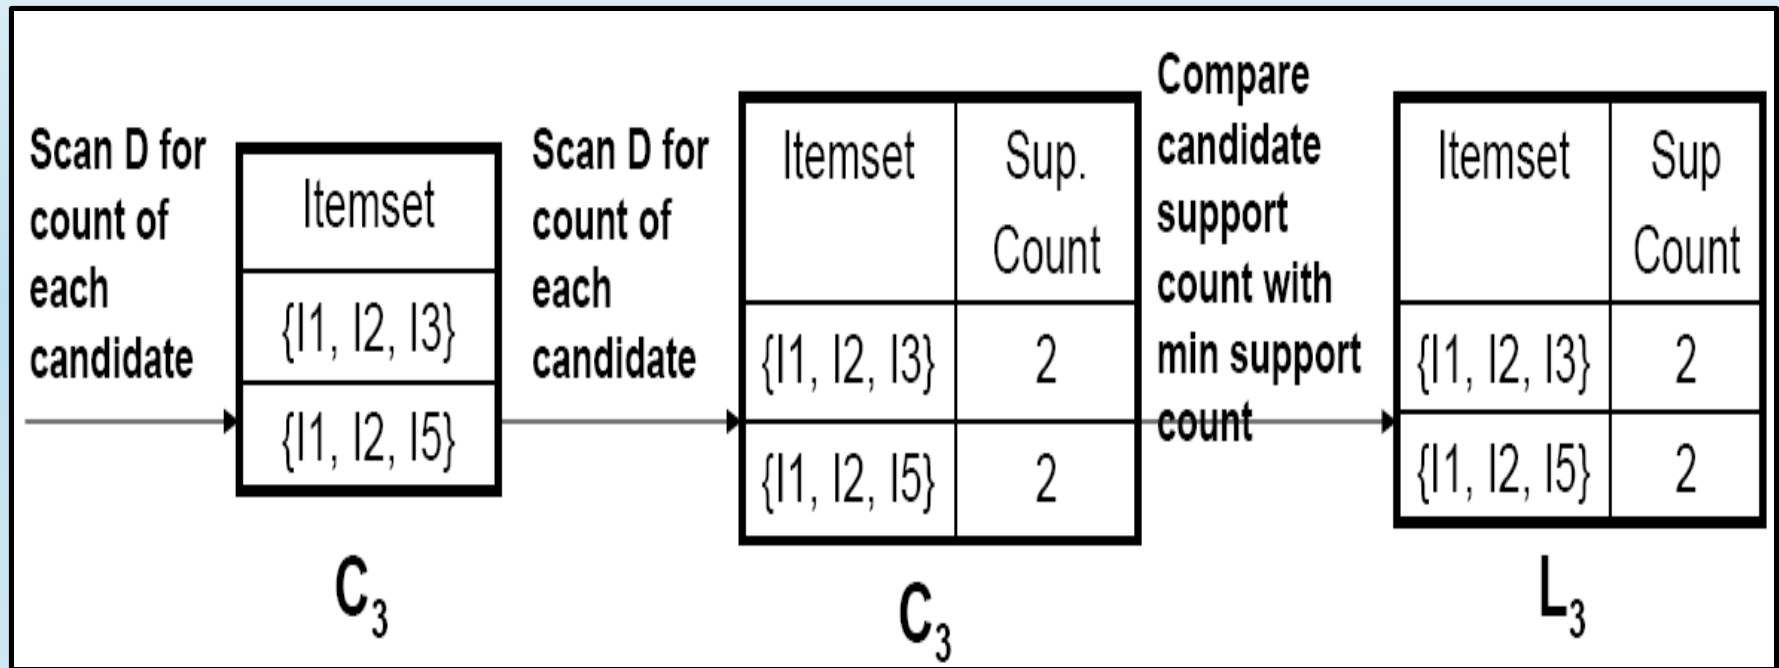 Scan D for
count of
each
candidate
Itemset
{I1, I2, I3}
{I1, I2, I5}
C3
Scan D for
count of
each
candidate
Itemset Sup.
Count
{I1, I2, I3} 2
{I1, I2, I5} 2
C3
Compare
candidate
support
count with
min support
count
Itemset Sup
Count
{I1, I2, I3} 2
{I1, I2, I5} 2
L3